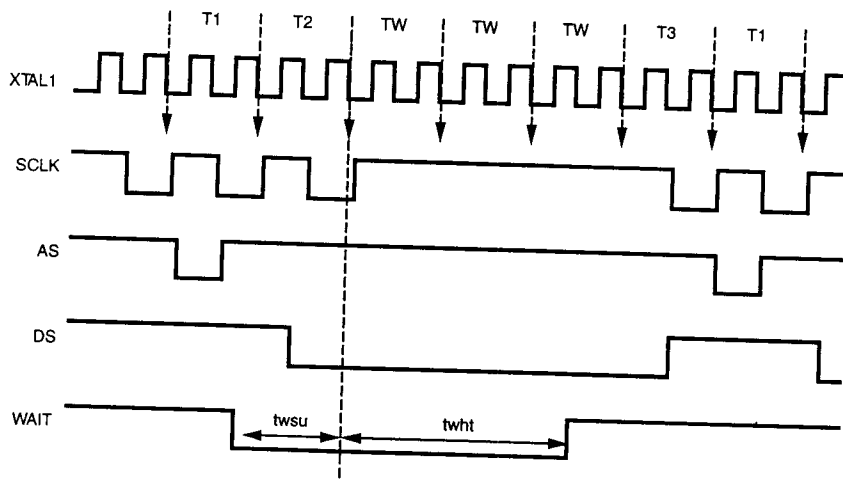 T1 T2 TW TW TW T3 T1
XTAL1
SCLK
AS
DS
WAIT
twsu twht